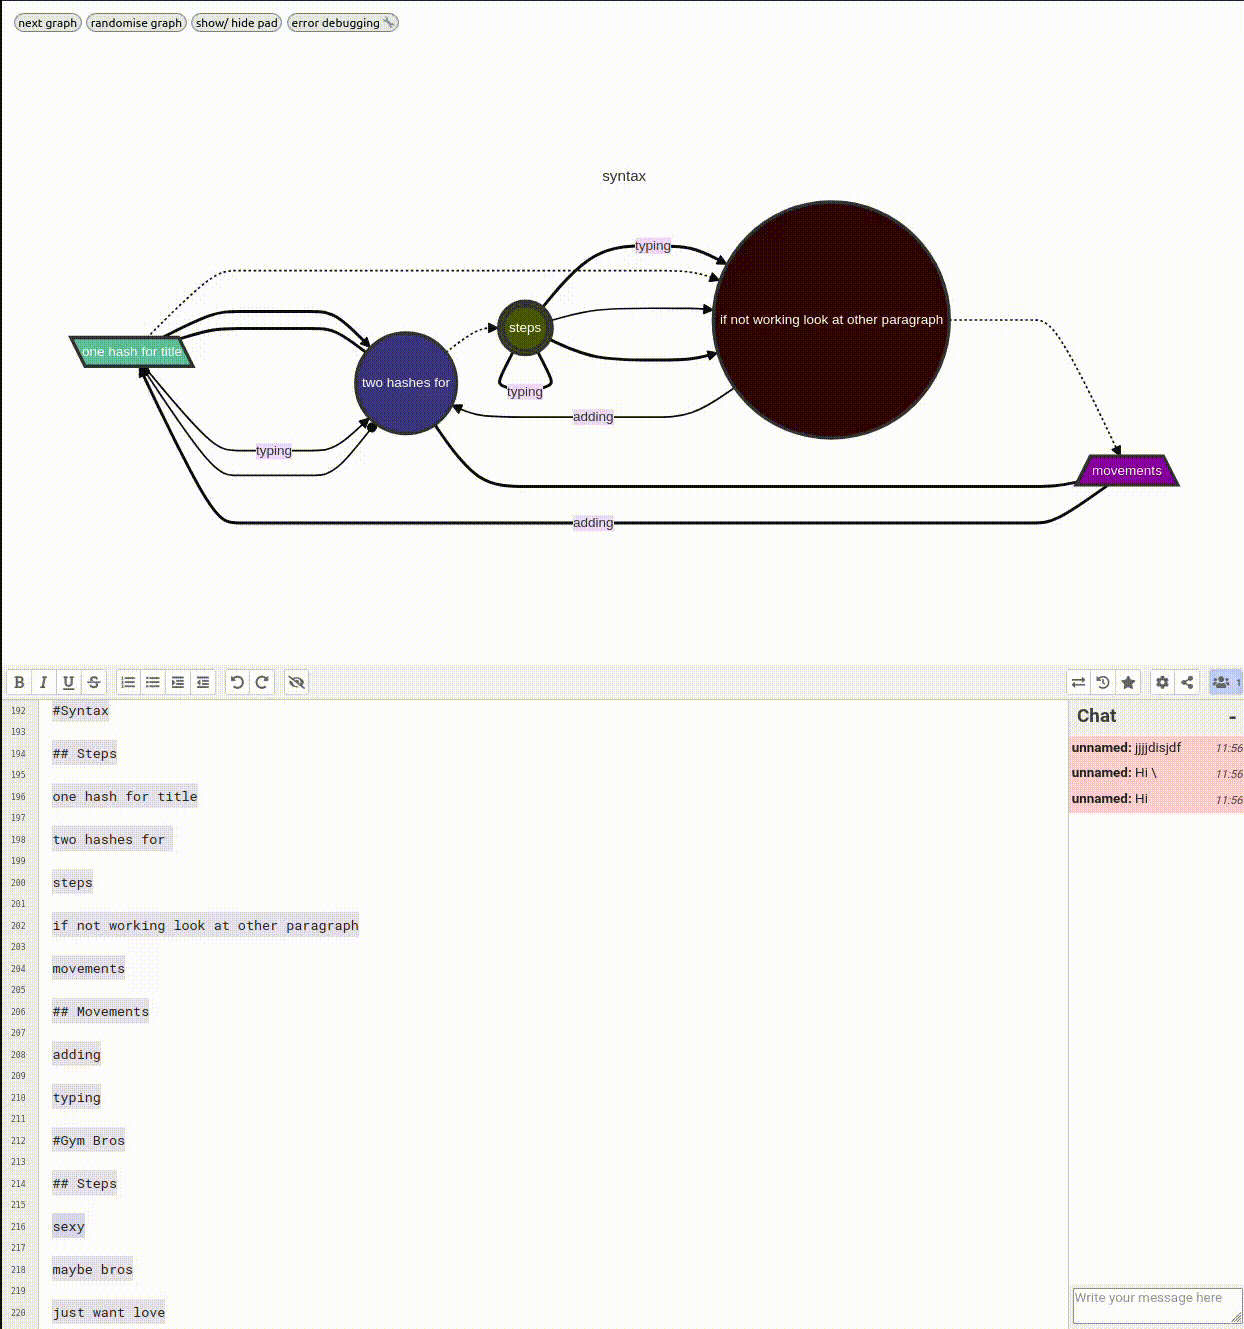 next graph randomise graph show/ hide pad error debugging
syntax
typing
one hash for title
two hashes for
steps
if not working look at other paragraph
typing
adding
typing
movements
adding
B I U S
1
192 #Syntax
193
194 ## Steps
195
196 one hash for title
197
198 two hashes for
199
200 steps
201
202 if not working look at other paragraph
203
204 movements
205
206 ## Movements
207
208 adding
209
210 typing
211
212 #Gym Bros
213
214 ## Steps
215
216 sexy
217
218 maybe bros
219
220 just want love
Chat -
unnamed: jjjjdisjdf 11:56
unnamed: Hi \ 11:56
unnamed: Hi 11:56
Write your message here